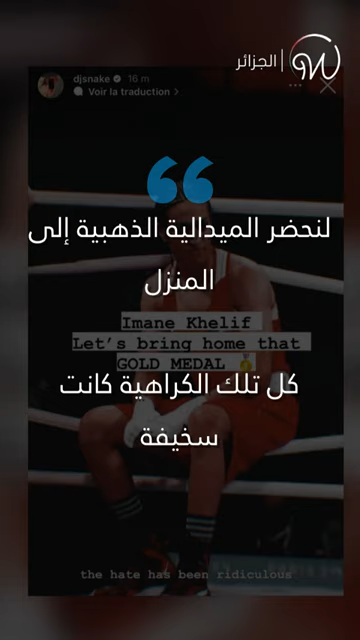 W | الجزائر
djsnake 16 m
Voir la traduction >
لنحضر الميدالية الذهبية إلى
المنزل
Imane Khelif
Let's bring home that
GOLD MEDAL 🥇
كل تلك الكراهية كانت
سخيفة
the hate has been ridiculous